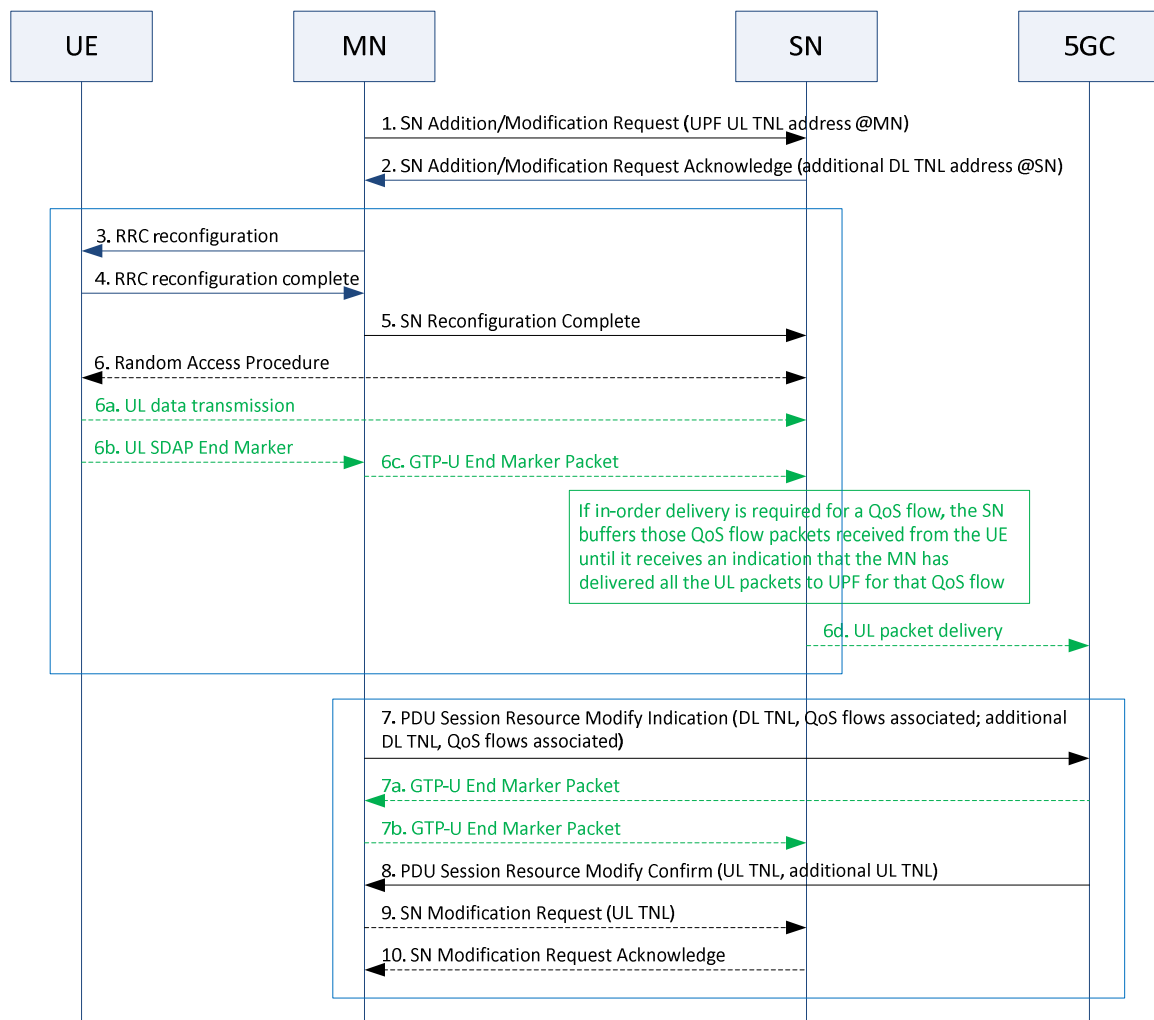 UE
MN
SN
5GC
1. SN Addition/Modification Request (UPF UL TNL address @MN)
2. SN Addition/Modification Request Acknowledge (additional DL TNL address @SN)
3. RRC reconfiguration
4. RRC reconfiguration complete
5. SN Reconfiguration Complete
6. Random Access Procedure
6a. UL data transmission
6b. UL SDAP End Marker
6c. GTP-U End Marker Packet
If in-order delivery is required for a QoS flow, the SN
buffers those QoS flow packets received from the UE
until it receives an indication that the MN has
delivered all the UL packets to UPF for that QoS flow
6d. UL packet delivery
7. PDU Session Resource Modify Indication (DL TNL, QoS flows associated; additional
DL TNL, QoS flows associated)
7a. GTP-U End Marker Packet
7b. GTP-U End Marker Packet
8. PDU Session Resource Modify Confirm (UL TNL, additional UL TNL)
9. SN Modification Request (UL TNL)
10. SN Modification Request Acknowledge